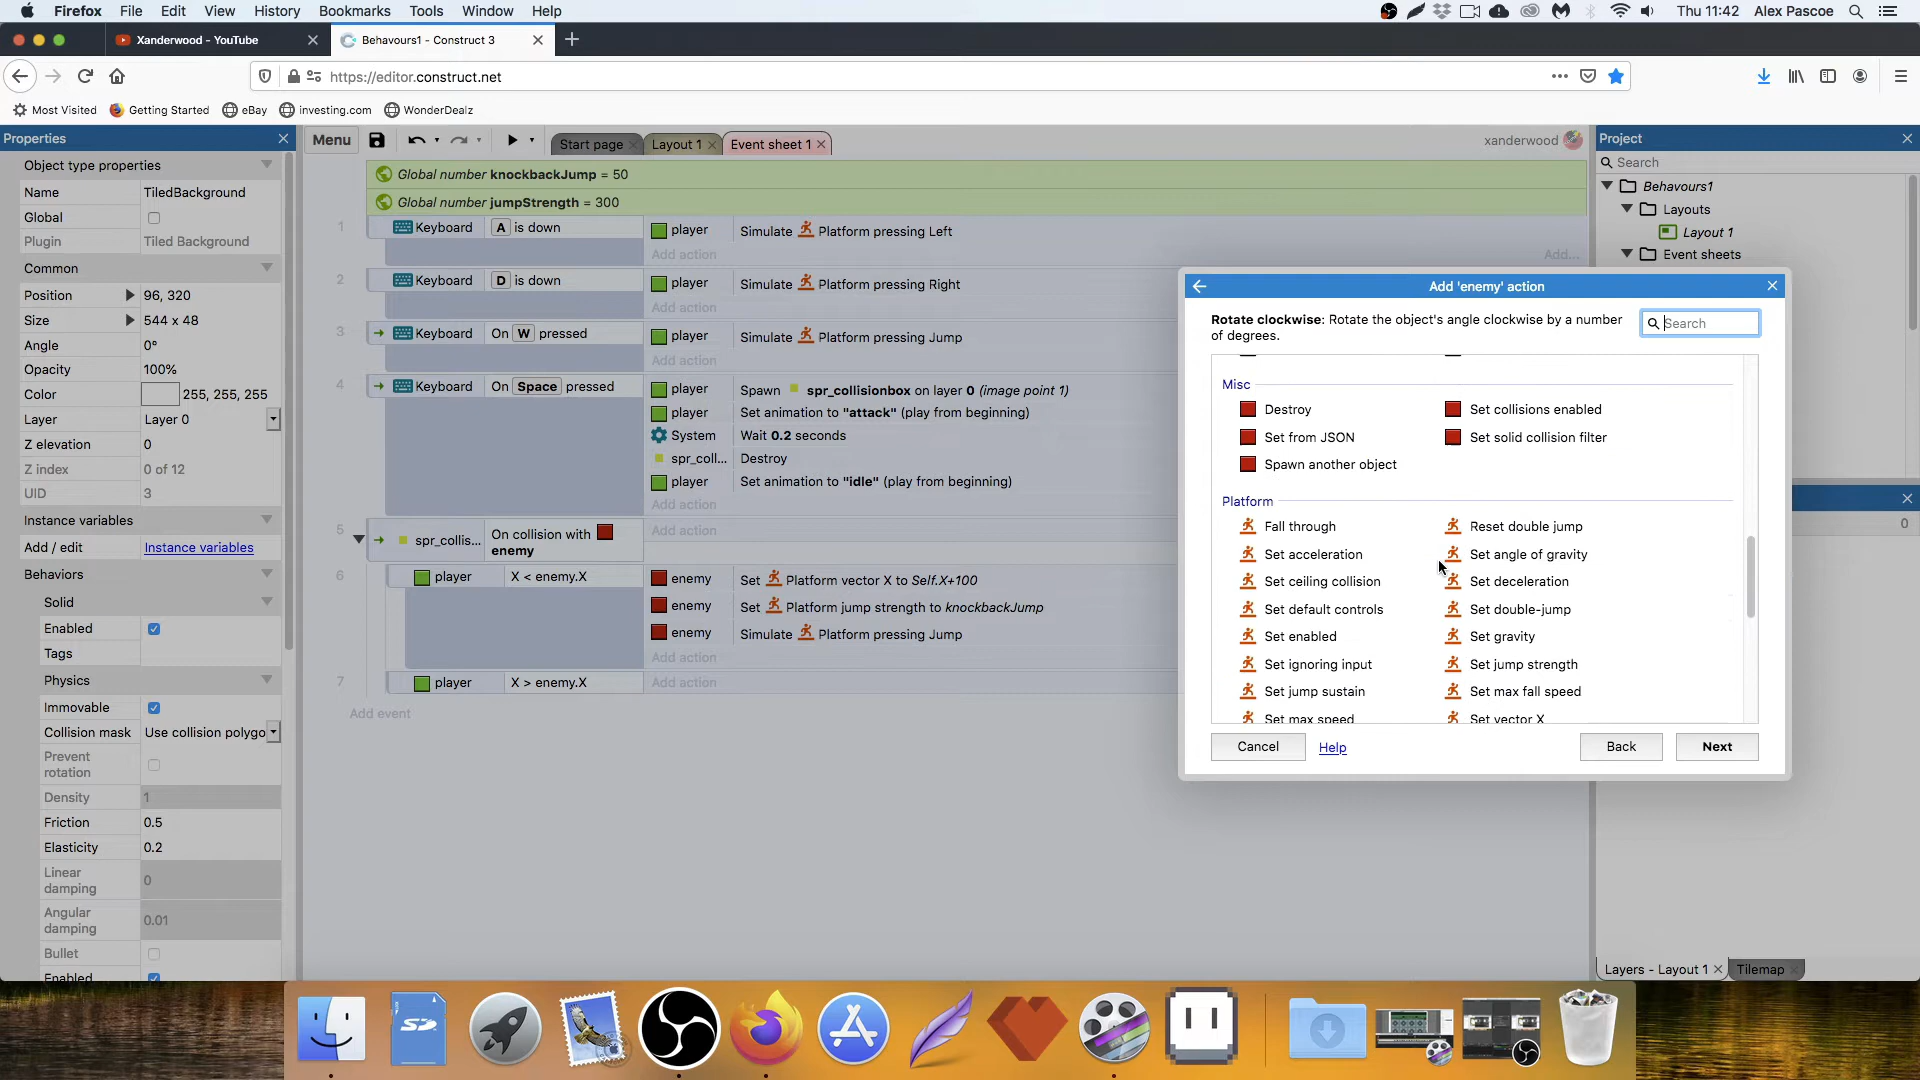 Firefox File Edit View History Bookmarks Tools Window Help
Thu 11:42 Alex Pascoe
Xanderwood - YouTube
Behavours1 - Construct 3
https://editor.construct.net
Most Visited Getting Started eBay investing.com WonderDealz
Properties
Object type properties
Name TiledBackground
Global
Plugin Tiled Background
Common
Position 96, 320
Size 544 x 48
Angle 0°
Opacity 100%
Color 255, 255, 255
Layer Layer 0
Z elevation 0
Z index 0 of 12
UID 3
Instance variables
Add / edit Instance variables
Behaviors
Solid
Enabled
Tags
Physics
Immovable
Collision mask Use collision polygo
Prevent
rotation
Density 1
Friction 0.5
Elasticity 0.2
Linear
damping 0
Angular
damping 0.01
Bullet
Enabled
Menu
Start page Layout 1 Event sheet 1
xanderwood
Global number knockbackJump = 50
Global number jumpStrength = 300
1 Keyboard A is down player Simulate Platform pressing Left
Add action Add...
2 Keyboard D is down player Simulate Platform pressing Right
Add action
3 Keyboard On W pressed player Simulate Platform pressing Jump
Add action
4 Keyboard On Space pressed player Spawn spr_collisionbox on layer 0 (image point 1)
player Set animation to "attack" (play from beginning)
System Wait 0.2 seconds
spr_coll... Destroy
player Set animation to "idle" (play from beginning)
Add action
5 spr_collis... On collision with enemy Add action
6 player X < enemy.X enemy Set Platform vector X to Self.X+100
enemy Set Platform jump strength to knockbackJump
enemy Simulate Platform pressing Jump
Add action
7 player X > enemy.X Add action
Add event
Add 'enemy' action
Rotate clockwise: Rotate the object's angle clockwise by a number
of degrees.
Search
Misc
Destroy Set collisions enabled
Set from JSON Set solid collision filter
Spawn another object
Platform
Fall through Reset double jump
Set acceleration Set angle of gravity
Set ceiling collision Set deceleration
Set default controls Set double-jump
Set enabled Set gravity
Set ignoring input Set jump strength
Set jump sustain Set max fall speed
Set max speed Set vector X
Cancel Help Back Next
Project
Search
Behavours1
Layouts
Layout 1
Event sheets
0
Layers - Layout 1 Tilemap